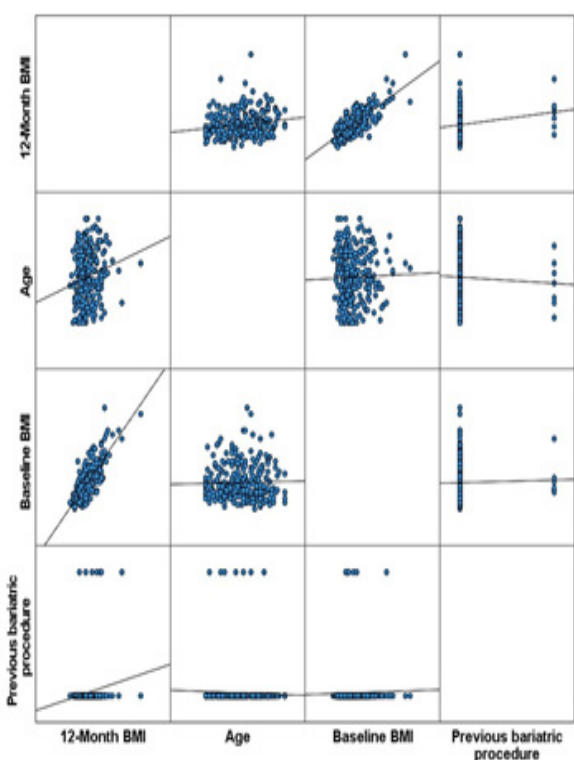 12-Month BMI
Age
Baseline BMI
Previous bariatric
procedure
12-Month BMI
Age
Baseline BMI
Previous bariatric
procedure